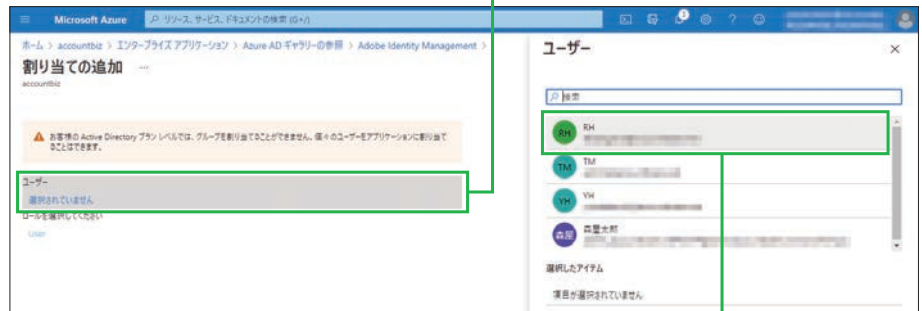 Microsoft Azure
リソース、サービス、ドキュメントの検索 (G+/)
ホーム > accountbiz > エンタープライズ アプリケーション > Azure AD ギャラリーの参照 > Adobe Identity Management >
割り当ての追加 …
accountbiz
お客様の Active Directory プラン レベルでは、グループを割り当てることができません。個々のユーザーをアプリケーションに割り当て
ることはできます。
ユーザー
選択されていません
ロールを選択してください
User
ユーザー
検索
RH RH
TM TM
YH YH
森屋 森屋太郎
選択したアイテム
項目が選択されていません